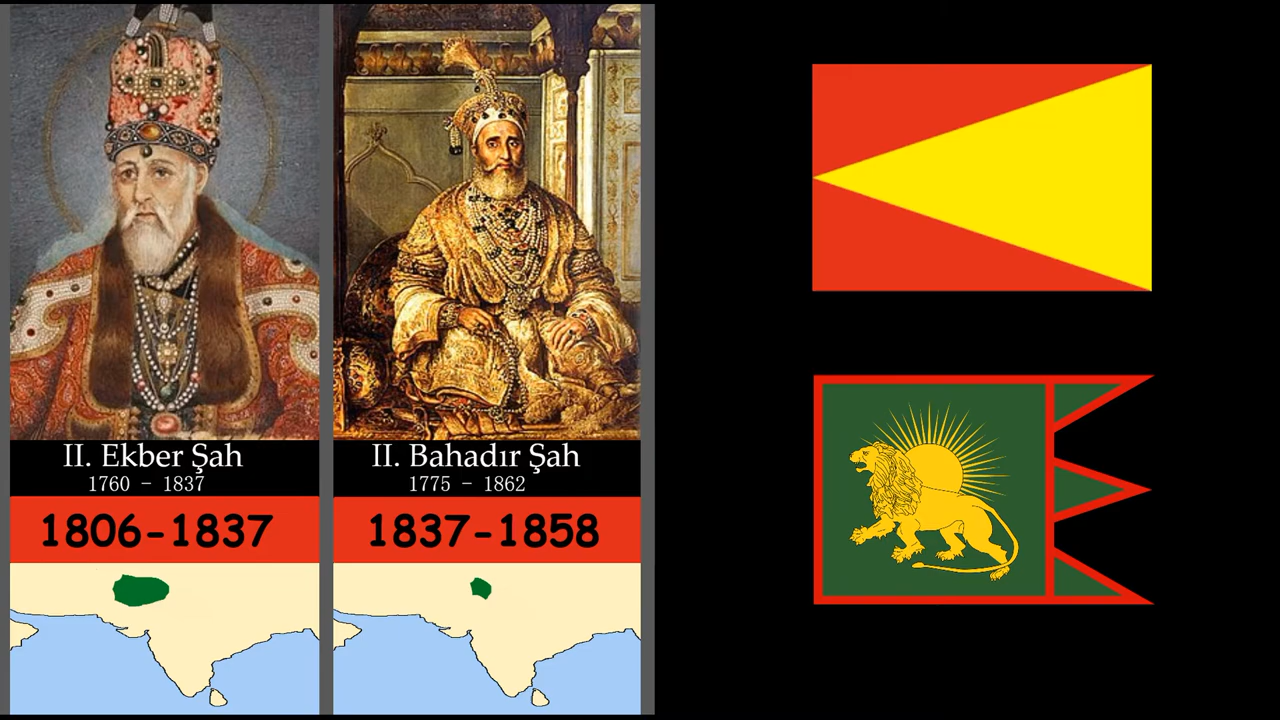 II. Ekber Şah
1760 – 1837
1806-1837
II. Bahadır Şah
1775 – 1862
1837-1858